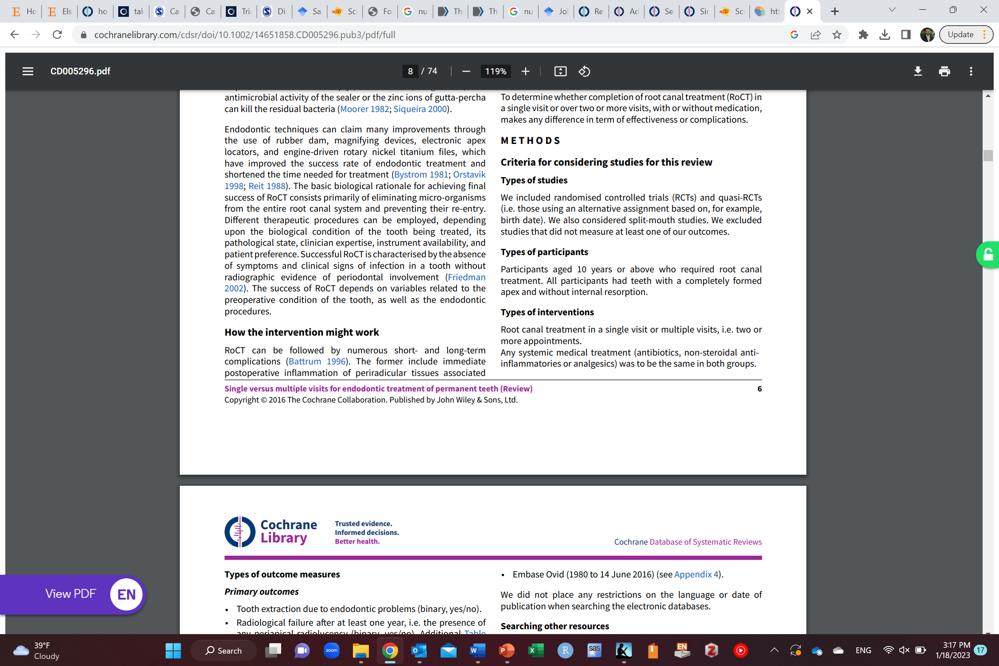 Ho
Els
ho
tal
Ca
Ca
Tria
Di
Sa
Sci
Fo
nu
Th
Th
nu
Jo
Re
Ad
Se
Sir
Sci
htt
cochranelibrary.com/cdsr/doi/10.1002/14651858.CD005296.pub3/pdf/full
Update
CD005296.pdf
8 / 74
119%
antimicrobial activity of the sealer or the zinc ions of gutta-percha
can kill the residual bacteria (Moorer 1982; Siqueira 2000).
Endodontic techniques can claim many improvements through
the use of rubber dam, magnifying devices, electronic apex
locators, and engine-driven rotary nickel titanium files, which
have improved the success rate of endodontic treatment and
shortened the time needed for treatment (Bystrom 1981; Orstavik
1998; Reit 1988). The basic biological rationale for achieving final
success of RoCT consists primarily of eliminating micro-organisms
from the entire root canal system and preventing their re-entry.
Different therapeutic procedures can be employed, depending
upon the biological condition of the tooth being treated, its
pathological state, clinician expertise, instrument availability, and
patient preference. Successful RoCT is characterised by the absence
of symptoms and clinical signs of infection in a tooth without
radiographic evidence of periodontal involvement (Friedman
2002). The success of RoCT depends on variables related to the
preoperative condition of the tooth, as well as the endodontic
procedures.
How the intervention might work
RoCT can be followed by numerous short- and long-term
complications (Battrum 1996). The former include immediate
postoperative inflammation of periradicular tissues associated
To determine whether completion of root canal treatment (RoCT) in
a single visit or over two or more visits, with or without medication,
makes any difference in term of effectiveness or complications.
METHODS
Criteria for considering studies for this review
Types of studies
We included randomised controlled trials (RCTs) and quasi-RCTs
(i.e. those using an alternative assignment based on, for example,
birth date). We also considered split-mouth studies. We excluded
studies that did not measure at least one of our outcomes.
Types of participants
Participants aged 10 years or above who required root canal
treatment. All participants had teeth with a completely formed
apex and without internal resorption.
Types of interventions
Root canal treatment in a single visit or multiple visits, i.e. two or
more appointments.
Any systemic medical treatment (antibiotics, non-steroidal anti-
inflammatories or analgesics) was to be the same in both groups.
Single versus multiple visits for endodontic treatment of permanent teeth (Review)
6
Copyright © 2016 The Cochrane Collaboration. Published by John Wiley & Sons, Ltd.
Cochrane
Library
Trusted evidence.
Informed decisions.
Better health.
Cochrane Database of Systematic Reviews
Types of outcome measures
Primary outcomes
• Tooth extraction due to endodontic problems (binary, yes/no).
• Radiological failure after at least one year, i.e. the presence of
any periapical radiolucency (binary, yes/no). Additional Table
• Embase Ovid (1980 to 14 June 2016) (see Appendix 4).
We did not place any restrictions on the language or date of
publication when searching the electronic databases.
Searching other resources
View PDF
EN
39°F
Cloudy
Search
zoom
sas
EN
ENG
3:17 PM
1/18/2023
17